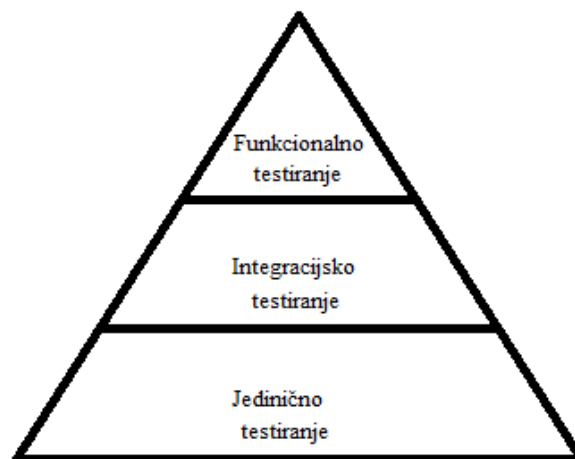 Funkcionalno
testiranje
Integracijsko
testiranje
Jedinično
testiranje